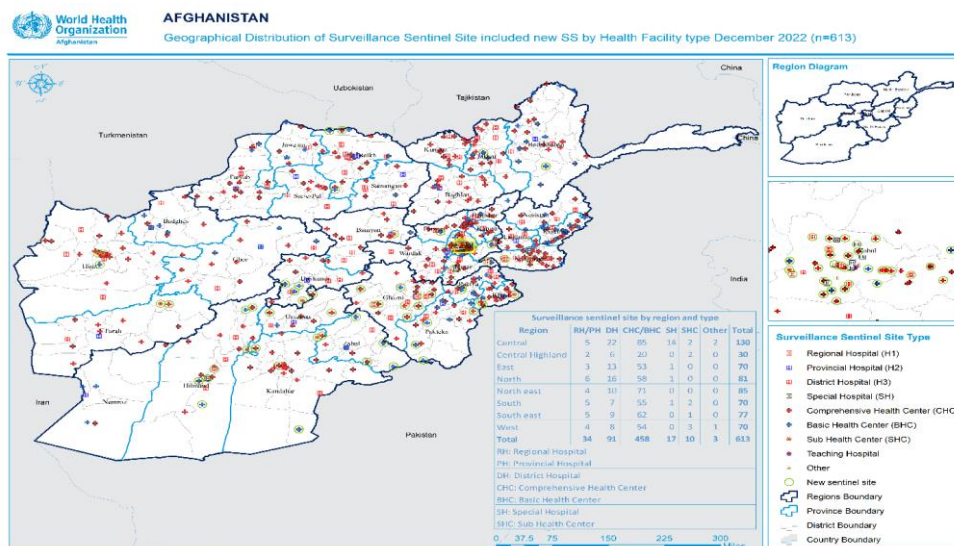 World Health
Organization
Afghanistan
AFGHANISTAN
Geographical Distribution of Surveillance Sentinel Site included new SS by Health Facility type December 2022 (n=613)
China
Uzbekistan
Tajikistan
Turkmenistan
China
Iran
India
Pakistan
Badghis
Ghor
Farah
Bamyan
Wardak
Ghazni
Paktika
Kandahar
Baghlan
Samangan
Region Diagram
Kabul
Surveillance sentinel site by region and type
Region RH/PH DH CHC/BHC SH SHC Other Total
Central 5 22 85 14 2 2 130
Central Highland 2 6 20 0 2 0 30
East 3 13 53 1 0 0 70
North 6 16 58 1 0 0 81
North east 4 10 71 0 0 0 85
South 5 7 55 1 2 0 70
South east 5 9 62 0 1 0 77
West 4 8 54 0 3 1 70
Total 34 91 458 17 10 3 613
RH: Regional Hospital
PH: Provincial Hospital
DH: District Hospital
CHC: Comprehensive Health Center
BHC: Basic Health Center
SH: Special Hospital
SHC: Sub Health Center
0 37.5 75 150 225 300
Miles
Surveillance Sentinel Site Type
Regional Hospital (H1)
Provincial Hospital (H2)
District Hospital (H3)
Special Hospital (SH)
Comprehensive Health Center (CHC
Basic Health Center (BHC)
Sub Health Center (SHC)
Teaching Hospital
Other
New sentinel site
Regions Boundary
Province Boundary
District Boundary
Country Boundary